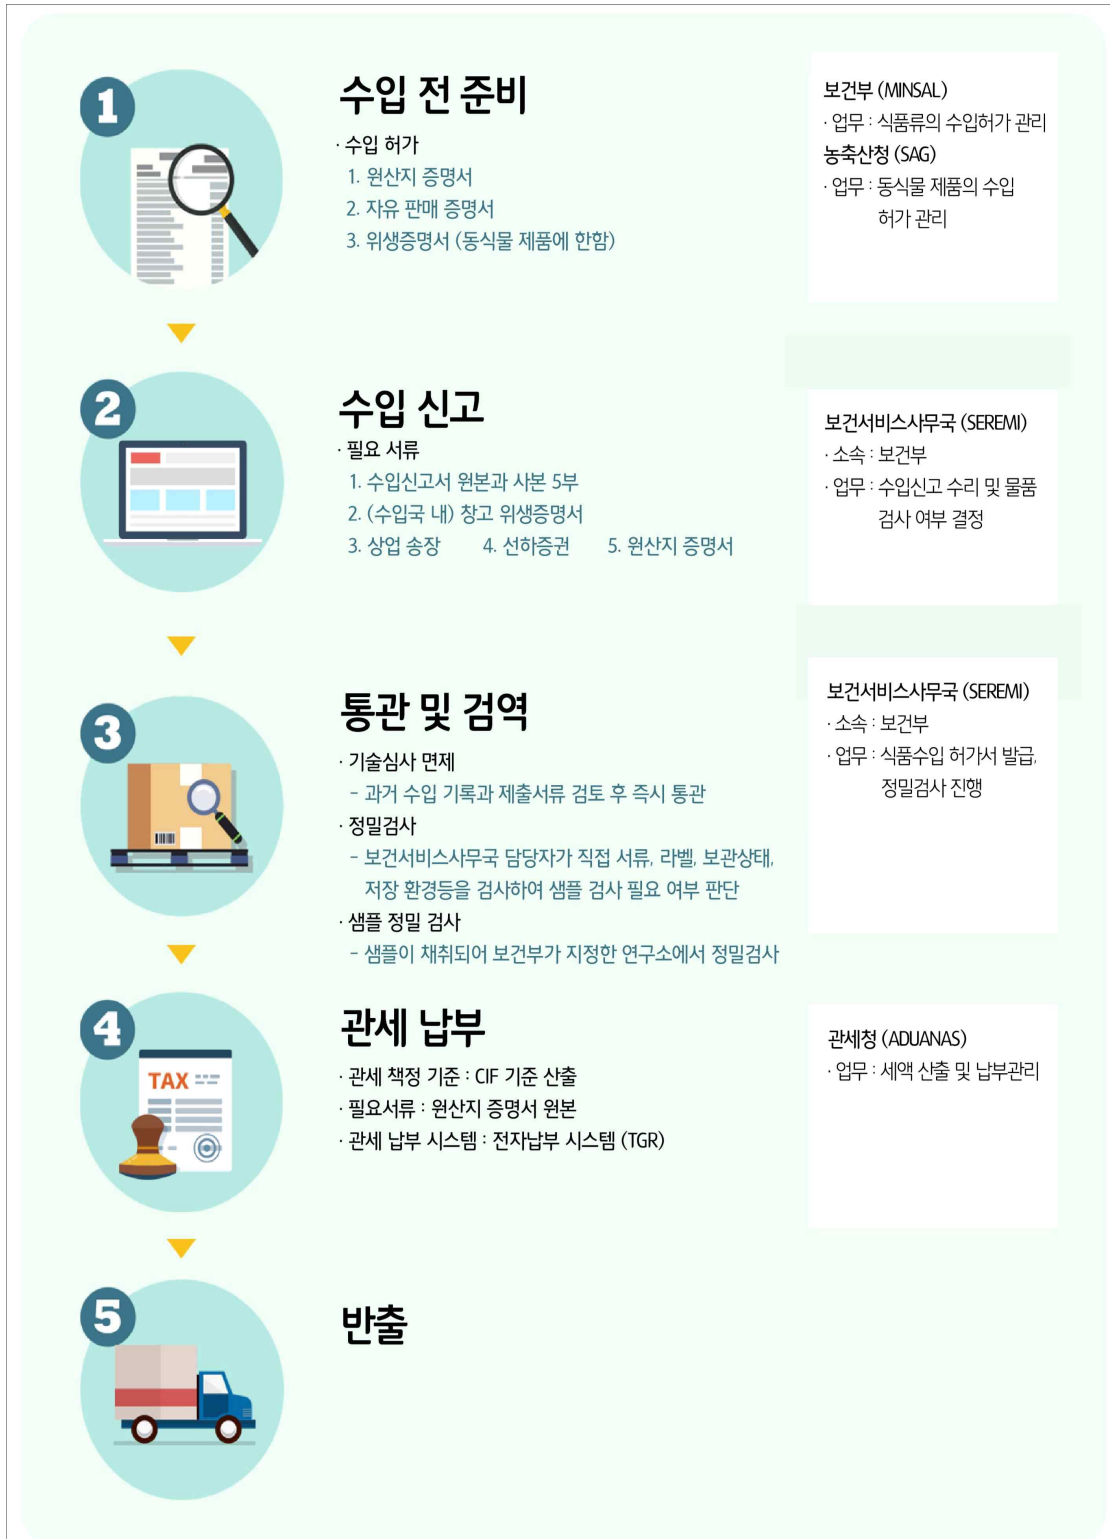 1
수입 전 준비
· 수입 허가
1. 원산지 증명서
2. 자유 판매 증명서
3. 위생증명서 (동식물 제품에 한함)
보건부 (MINSAL)
· 업무 : 식품류의 수입허가 관리
농축산청 (SAG)
· 업무 : 동식물 제품의 수입
허가 관리
2
수입 신고
· 필요 서류
1. 수입신고서 원본과 사본 5부
2. (수입국 내) 창고 위생증명서
3. 상업 송장 4. 선하증권 5. 원산지 증명서
보건서비스사무국 (SEREMI)
· 소속 : 보건부
· 업무 : 수입신고 수리 및 물품
검사 여부 결정
3
통관 및 검역
· 기술심사 면제
- 과거 수입 기록과 제출서류 검토 후 즉시 통관
· 정밀검사
- 보건서비스사무국 담당자가 직접 서류, 라벨, 보관상태,
저장 환경등을 검사하여 샘플 검사 필요 여부 판단
· 샘플 정밀 검사
- 샘플이 채취되어 보건부가 지정한 연구소에서 정밀검사
보건서비스사무국 (SEREMI)
· 소속 : 보건부
· 업무 : 식품수입 허가서 발급,
정밀검사 진행
4
TAX
관세 납부
· 관세 책정 기준 : CIF 기준 산출
· 필요서류 : 원산지 증명서 원본
· 관세 납부 시스템 : 전자납부 시스템 (TGR)
관세청 (ADUANAS)
· 업무 : 세액 산출 및 납부관리
5
반출